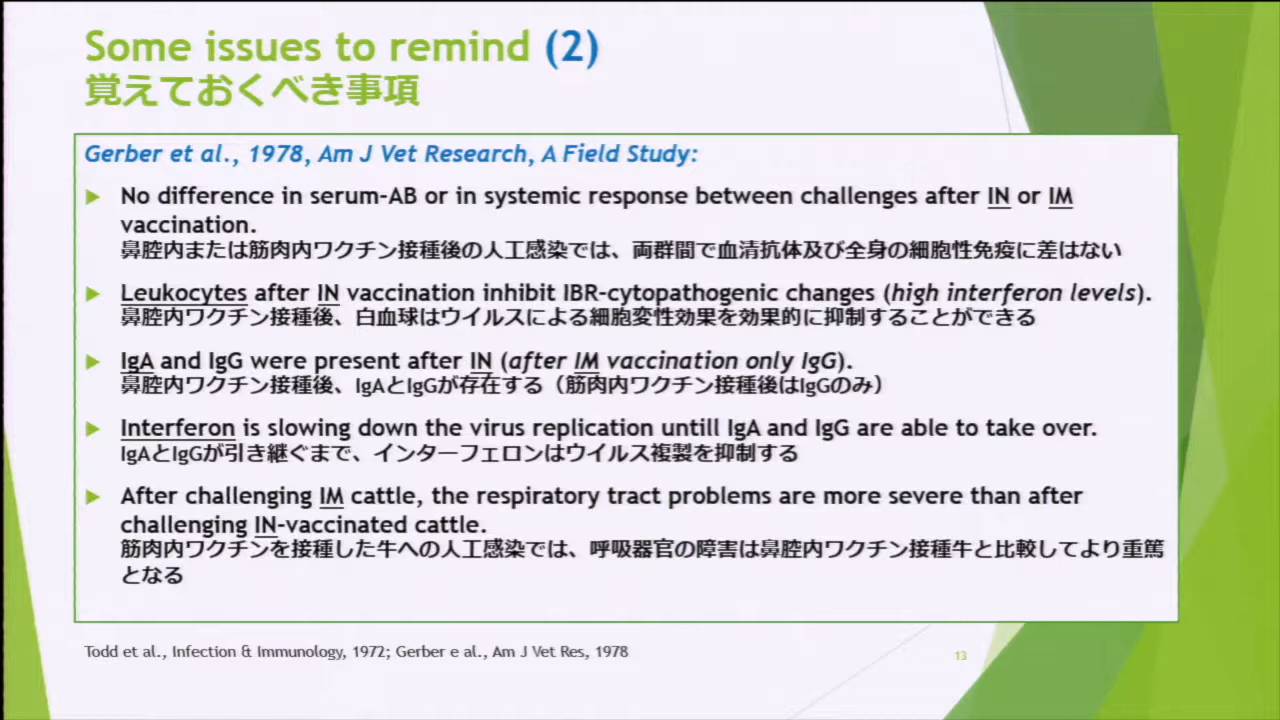 Some issues to remind (2)
覚えておくべき事項
Gerber et al., 1978, Am J Vet Research, A Field Study:
No difference in serum-AB or in systemic response between challenges after IN or IM
vaccination.
鼻腔内または筋肉内ワクチン接種後の人工感染では、両群間で血清抗体及び全身の細胞性免疫に差はない
Leukocytes after IN vaccination inhibit IBR-cytopathogenic changes (high interferon levels).
鼻腔内ワクチン接種後、白血球はウイルスによる細胞変性効果を効果的に抑制することができる
IgA and IgG were present after IN (after IM vaccination only IgG).
鼻腔内ワクチン接種後、IgAとIgGが存在する（筋肉内ワクチン接種後はIgGのみ）
Interferon is slowing down the virus replication untill IgA and IgG are able to take over.
IgAとIgGが引き継ぐまで、インターフェロンはウイルス複製を抑制する
After challenging IM cattle, the respiratory tract problems are more severe than after
challenging IN-vaccinated cattle.
筋肉内ワクチンを接種した牛への人工感染では、呼吸器官の障害は鼻腔内ワクチン接種牛と比較してより重篤
となる
Todd et al., Infection & Immunology, 1972; Gerber e al., Am J Vet Res, 1978
13